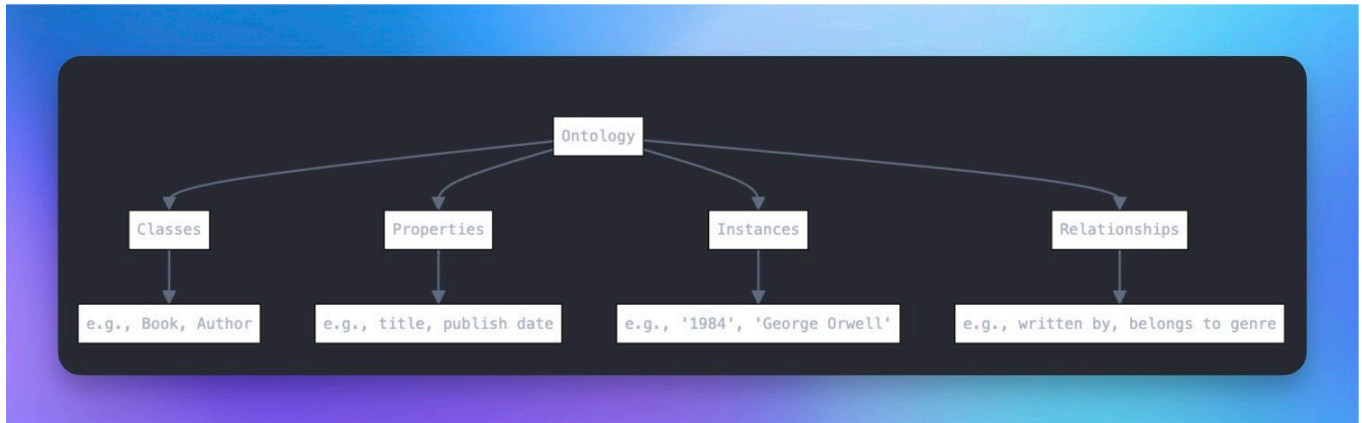 Ontology
Classes
Properties
Instances
Relationships
e.g., Book, Author
e.g., title, publish date
e.g., '1984', 'George Orwell'
e.g., written by, belongs to genre